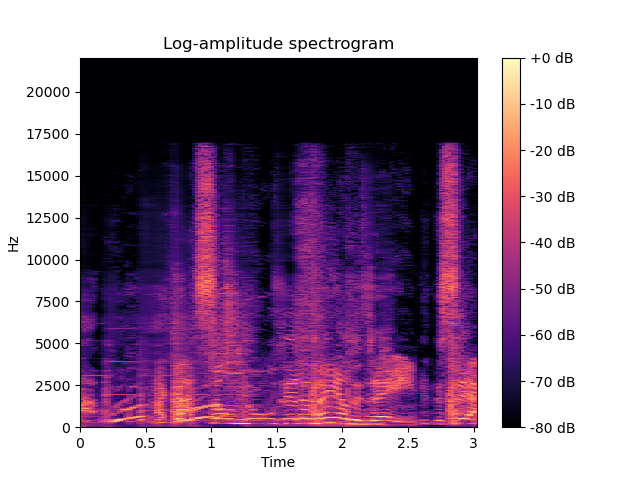 Log-amplitude spectrogram
Hz
20000
17500
15000
12500
10000
7500
5000
2500
0
0 0.5 1 1.5 2 2.5 3
Time
+0 dB
-10 dB
-20 dB
-30 dB
-40 dB
-50 dB
-60 dB
-70 dB
-80 dB